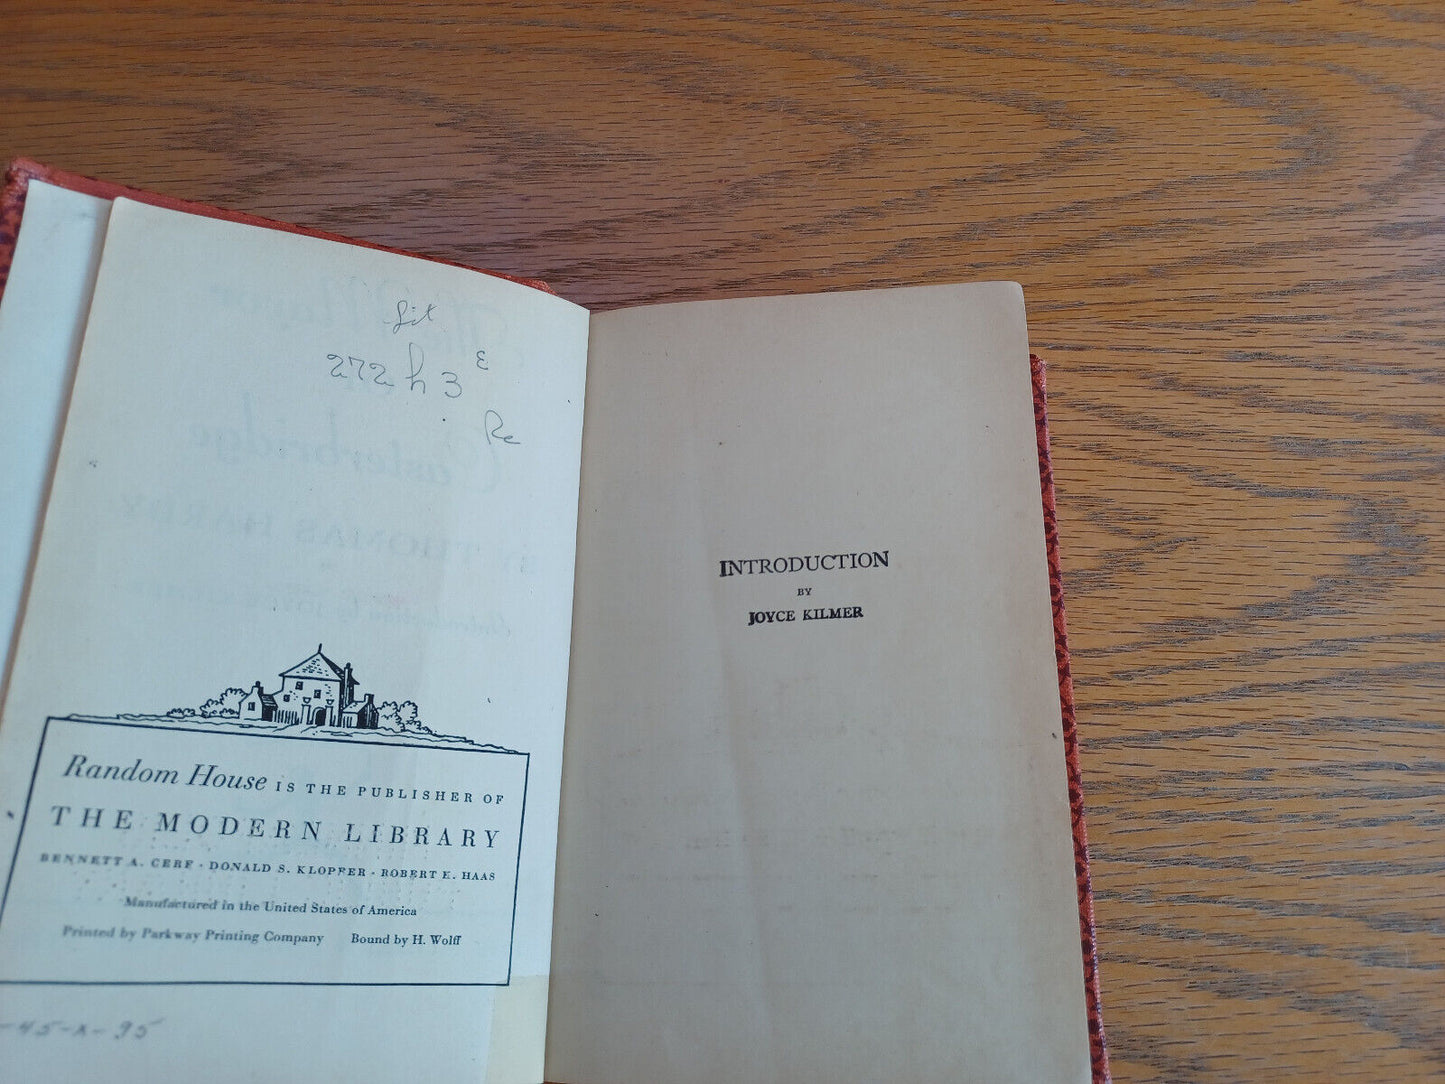 Lit
272 h 3 E
Re
Random House IS THE PUBLISHER OF
THE MODERN LIBRARY
BENNETT A. CERF · DONALD S. KLOPFER · ROBERT K. HAAS
Manufactured in the United States of America
Printed by Parkway Printing Company Bound by H. Wolff
-45-A-95
INTRODUCTION
BY
JOYCE KILMER